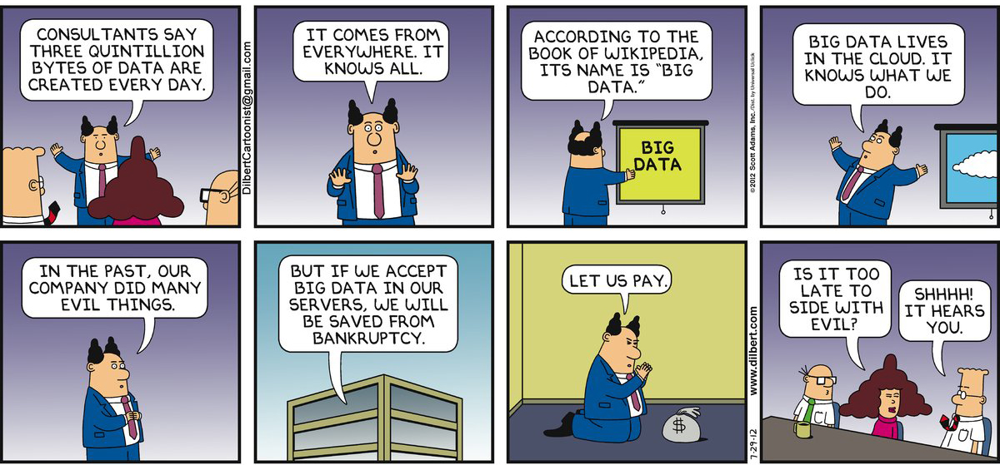 CONSULTANTS SAY
THREE QUINTILLION
BYTES OF DATA ARE
CREATED EVERY DAY.
DilbertCartoonist@gmail.com
IT COMES FROM
EVERYWHERE. IT
KNOWS ALL.
ACCORDING TO THE
BOOK OF WIKIPEDIA,
ITS NAME IS “BIG
DATA.”
BIG
DATA
©2012 Scott Adams, Inc. /Dist. by Universal Uclick
BIG DATA LIVES
IN THE CLOUD. IT
KNOWS WHAT WE
DO.
IN THE PAST, OUR
COMPANY DID MANY
EVIL THINGS.
BUT IF WE ACCEPT
BIG DATA IN OUR
SERVERS, WE WILL
BE SAVED FROM
BANKRUPTCY.
LET US PAY.
$
7-29-12 www.dilbert.com
IS IT TOO
LATE TO
SIDE WITH
EVIL?
SHHHH!
IT HEARS
YOU.